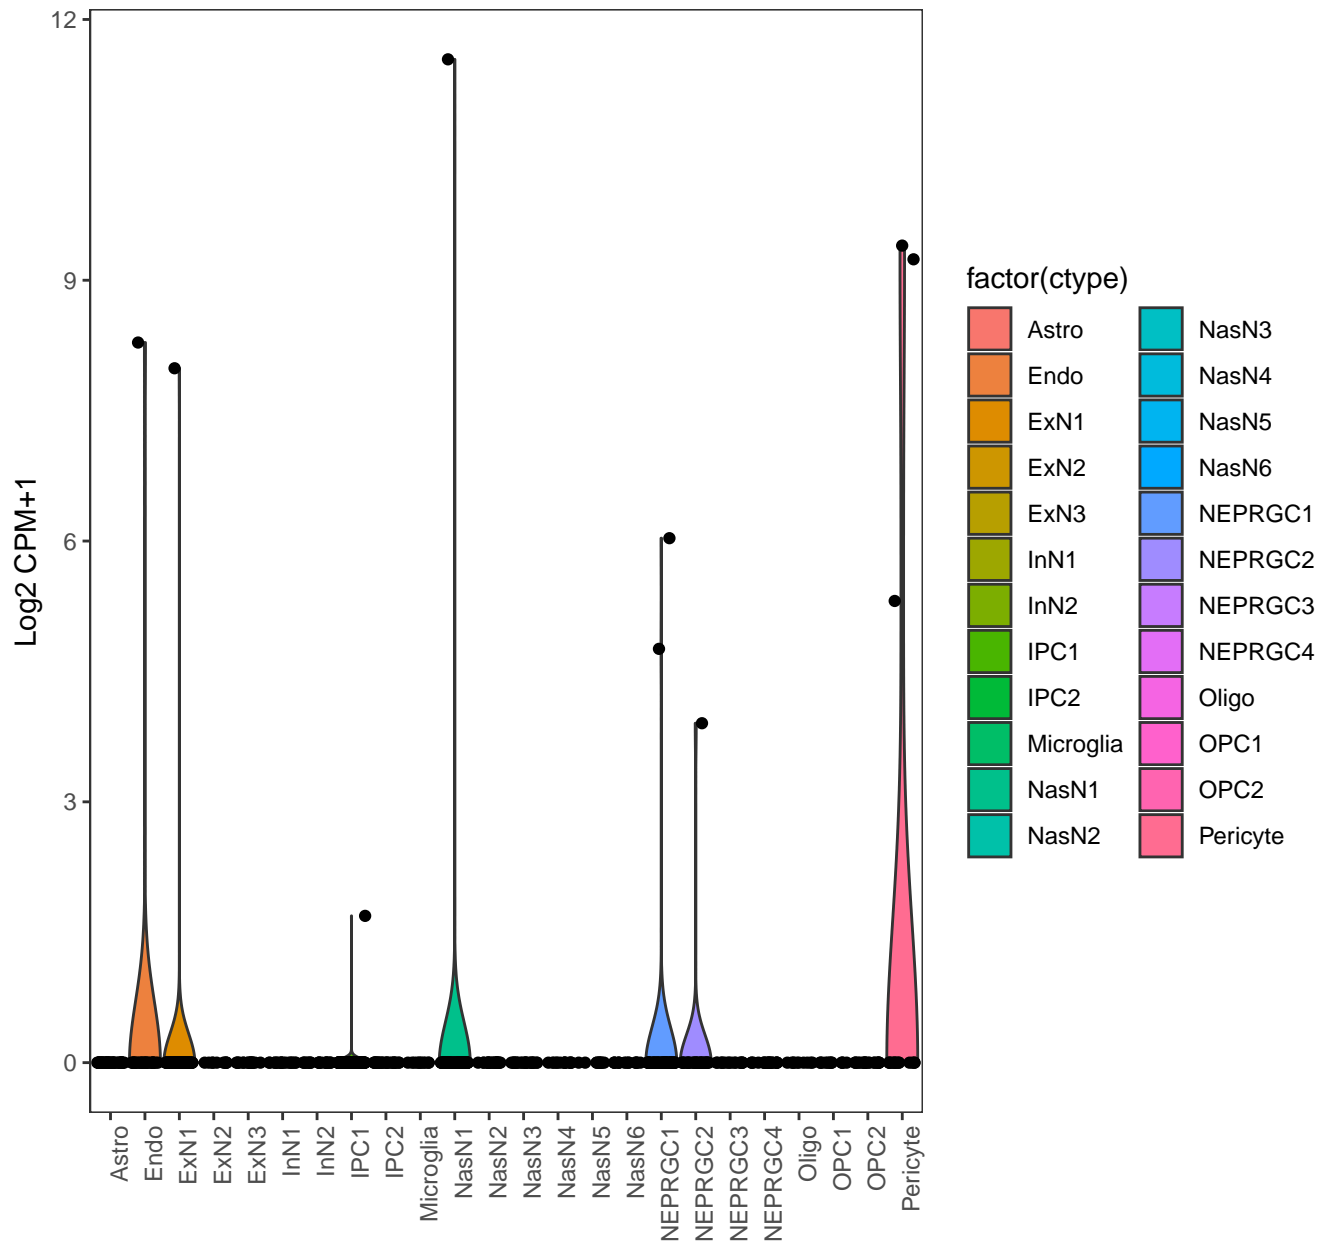 12
9
6
3
0
Log2 CPM+1
Astro
Endo
ExN1
ExN2
ExN3
InN1
InN2
IPC1
IPC2
Microglia
NasN1
NasN2
NasN3
NasN4
NasN5
NasN6
NEPRGC1
NEPRGC2
NEPRGC3
NEPRGC4
Oligo
OPC1
OPC2
Pericyte
factor(ctype)
Astro
Endo
ExN1
ExN2
ExN3
InN1
InN2
IPC1
IPC2
Microglia
NasN1
NasN2
NasN3
NasN4
NasN5
NasN6
NEPRGC1
NEPRGC2
NEPRGC3
NEPRGC4
Oligo
OPC1
OPC2
Pericyte